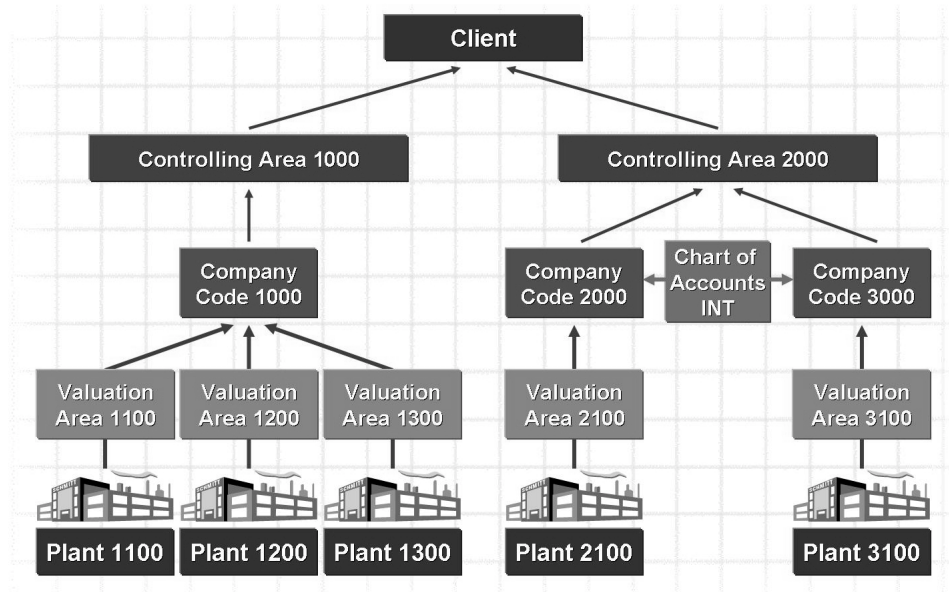 Client
Controlling Area 1000
Controlling Area 2000
Company
Code 1000
Company
Code 2000
Chart of
Accounts
INT
Company
Code 3000
Valuation
Area 1100
Valuation
Area 1200
Valuation
Area 1300
Valuation
Area 2100
Valuation
Area 3100
Plant 1100
Plant 1200
Plant 1300
Plant 2100
Plant 3100